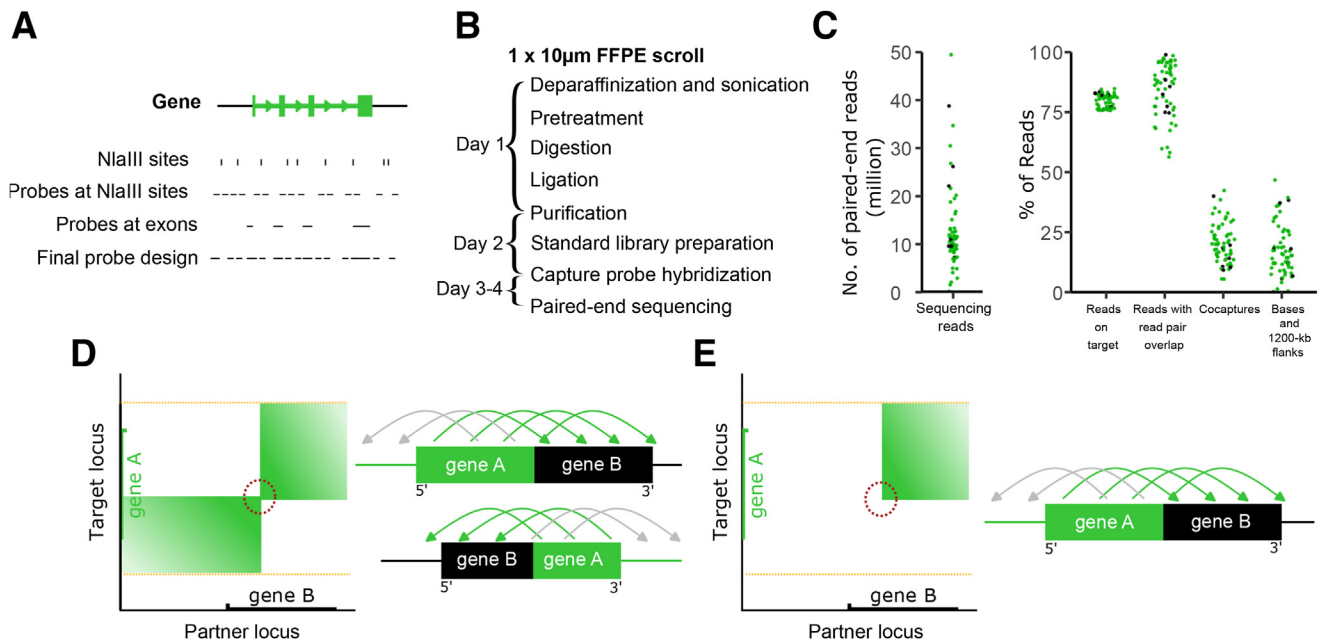 A
Gene
NlaIII sites
Probes at NlaIII sites
Probes at exons
Final probe design
B
1 x 10µm FFPE scroll
Deparaffinization and sonication
Pretreatment
Day 1
Digestion
Ligation
Purification
Day 2
Standard library preparation
Capture probe hybridization
Day 3-4
Paired-end sequencing
C
No. of paired-end reads
(million)
50
40
30
20
10
0
Sequencing
reads
% of Reads
100
75
50
25
0
Reads
on
target
Reads with
read pair
overlap
Cocaptures
Bases
and
1200-kb
flanks
D
Target locus
gene A
gene B
Partner locus
gene A gene B
5' 3'
gene B gene A
5' 3'
E
Target locus
gene A
gene B
Partner locus
gene A gene B
5' 3'